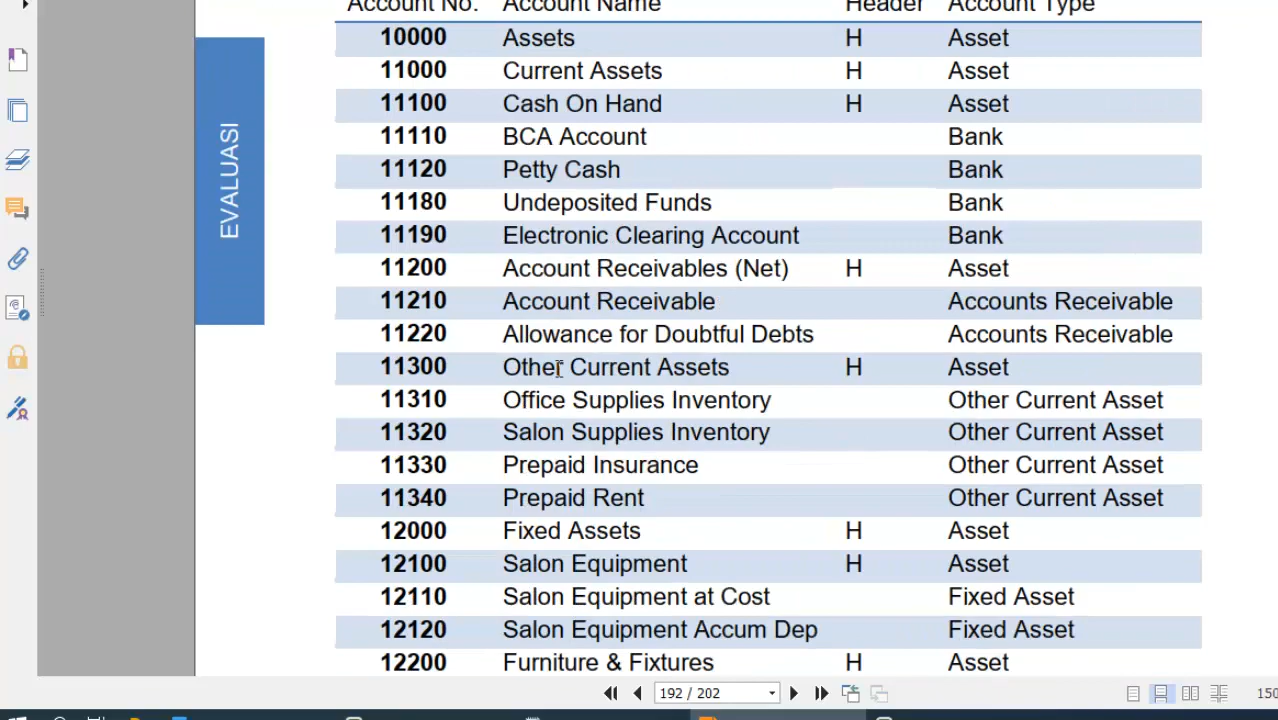 Account No. Account Name Header Account Type
10000 Assets H Asset
11000 Current Assets H Asset
11100 Cash On Hand H Asset
11110 BCA Account Bank
11120 Petty Cash Bank
11180 Undeposited Funds Bank
11190 Electronic Clearing Account Bank
11200 Account Receivables (Net) H Asset
11210 Account Receivable Accounts Receivable
11220 Allowance for Doubtful Debts Accounts Receivable
11300 Other Current Assets H Asset
11310 Office Supplies Inventory Other Current Asset
11320 Salon Supplies Inventory Other Current Asset
11330 Prepaid Insurance Other Current Asset
11340 Prepaid Rent Other Current Asset
12000 Fixed Assets H Asset
12100 Salon Equipment H Asset
12110 Salon Equipment at Cost Fixed Asset
12120 Salon Equipment Accum Dep Fixed Asset
12200 Furniture & Fixtures H Asset
EVALUASI
192 / 202
150